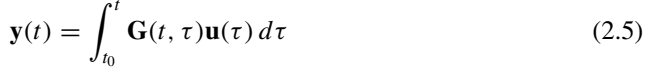 y(t) = ∫_{t_0}^{t} G(t, τ)u(τ) dτ (2.5)